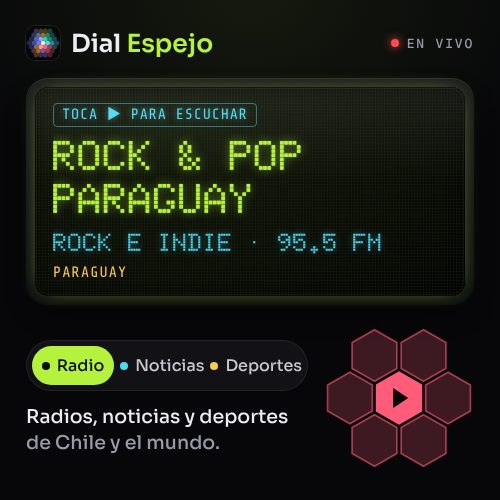 Dial Espejo
EN VIVO
TOCA ▶ PARA ESCUCHAR
ROCK & POP
PARAGUAY
ROCK E INDIE · 95.5 FM
PARAGUAY
Radio Noticias Deportes
Radios, noticias y deportes
de Chile y el mundo.